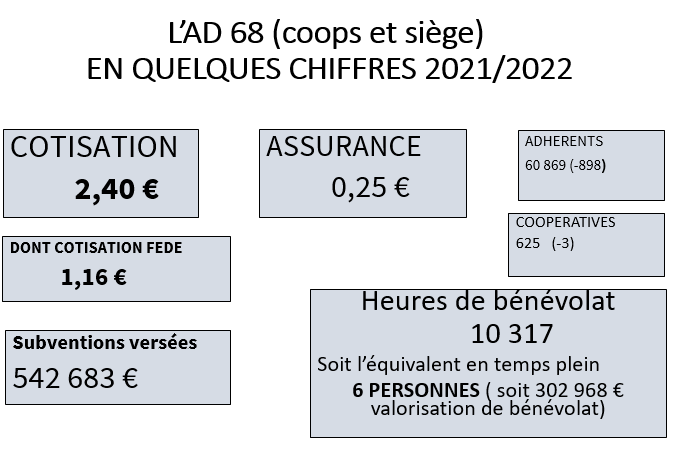 L'AD 68 (coops et siège)
EN QUELQUES CHIFFRES 2021/2022
COTISATION
2,40 €
ASSURANCE
0,25 €
ADHERENTS
60 869 (-898)
DONT COTISATION FEDE
1,16 €
COOPERATIVES
625 (-3)
Subventions versées
542 683 €
Heures de bénévolat
10 317
Soit l'équivalent en temps plein
6 PERSONNES ( soit 302 968 €
valorisation de bénévolat)